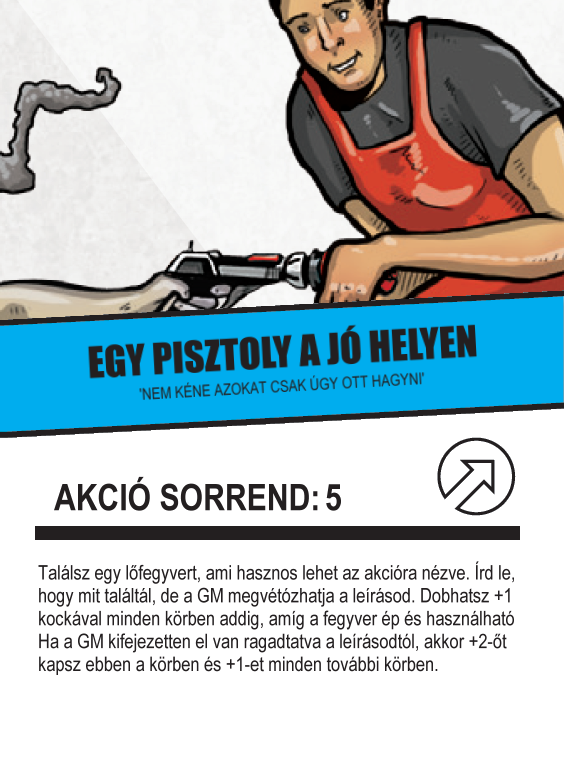 EGY PISZTOLY A JÓ HELYEN
'NEM KÉNE AZOKAT CSAK ÚGY OTT HAGYNI'
AKCIÓ SORREND: 5
Találsz egy lőfegyvert, ami hasznos lehet az akcióra nézve. Írd le,
hogy mit találtál, de a GM megvétózhatja a leírásod. Dobhatsz +1
kockával minden körben addig, amíg a fegyver ép és használható
Ha a GM kifejezetten el van ragadtatva a leírásodtól, akkor +2-őt
kapsz ebben a körben és +1-et minden további körben.